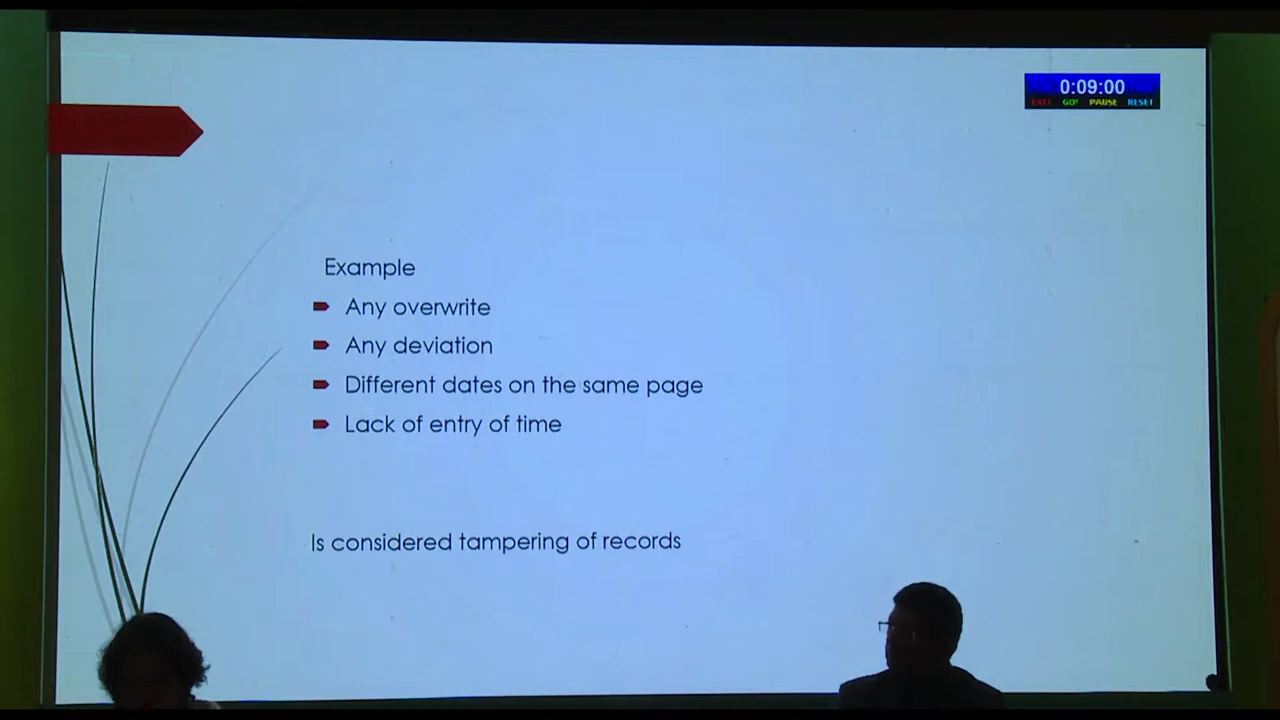 0:09:00
EXIT GO! PAUSE RESET
Example
Any overwrite
Any deviation
Different dates on the same page
Lack of entry of time
Is considered tampering of records